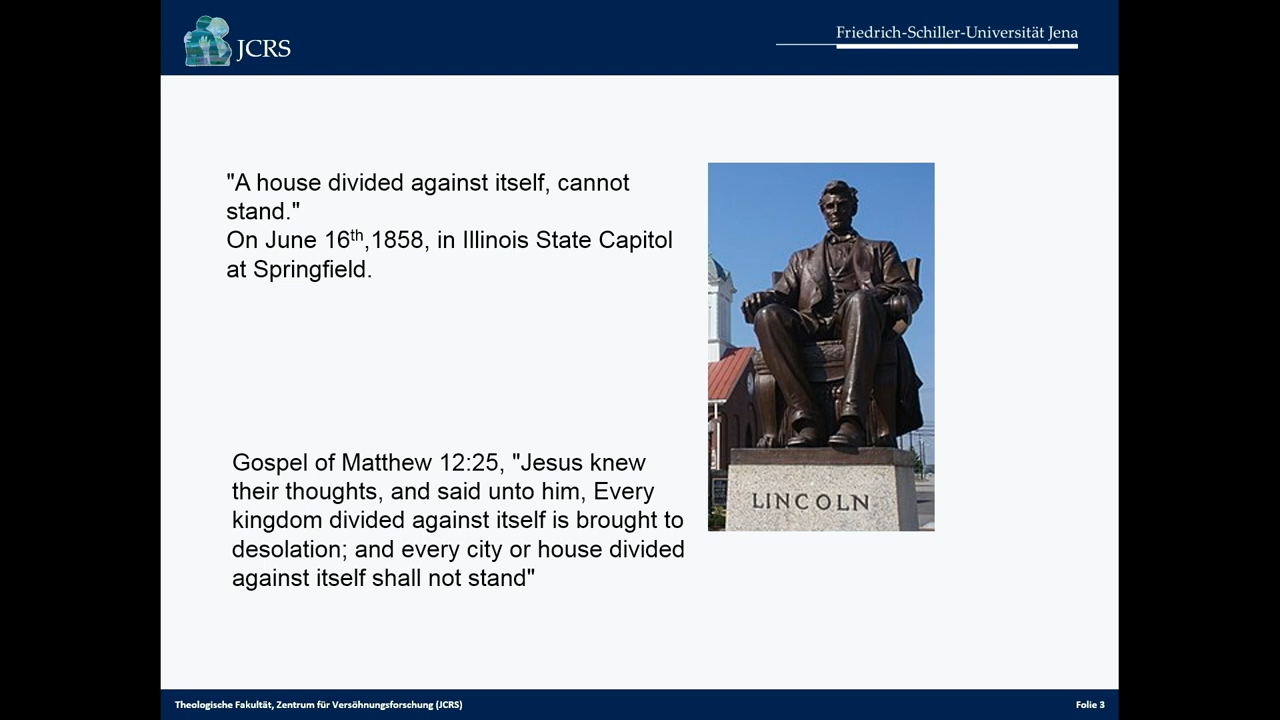 JCRS
Friedrich-Schiller-Universität Jena
"A house divided against itself, cannot
stand."
On June 16th,1858, in Illinois State Capitol
at Springfield.
Gospel of Matthew 12:25, "Jesus knew
their thoughts, and said unto him, Every
kingdom divided against itself is brought to
desolation; and every city or house divided
against itself shall not stand"
LINCOLN
Theologische Fakultät, Zentrum für Versöhnungsforschung (JCRS)
Folie 3